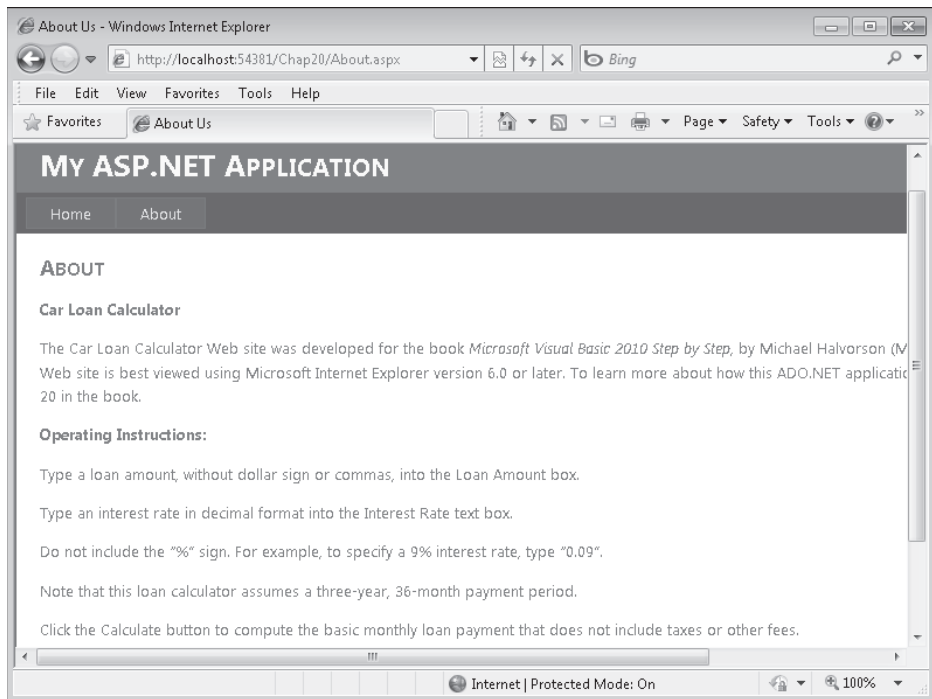 About Us - Windows Internet Explorer
http://localhost:54381/Chap20/About.aspx
Bing
File Edit View Favorites Tools Help
Favorites About Us Page Safety Tools
MY ASP.NET APPLICATION
Home About
ABOUT
Car Loan Calculator
The Car Loan Calculator Web site was developed for the book Microsoft Visual Basic 2010 Step by Step, by Michael Halvorson (M
Web site is best viewed using Microsoft Internet Explorer version 6.0 or later. To learn more about how this ADO.NET applicatio
20 in the book.
Operating Instructions:
Type a loan amount, without dollar sign or commas, into the Loan Amount box.
Type an interest rate in decimal format into the Interest Rate text box.
Do not include the "%" sign. For example, to specify a 9% interest rate, type "0.09".
Note that this loan calculator assumes a three-year, 36-month payment period.
Click the Calculate button to compute the basic monthly loan payment that does not include taxes or other fees.
Internet | Protected Mode: On 100%